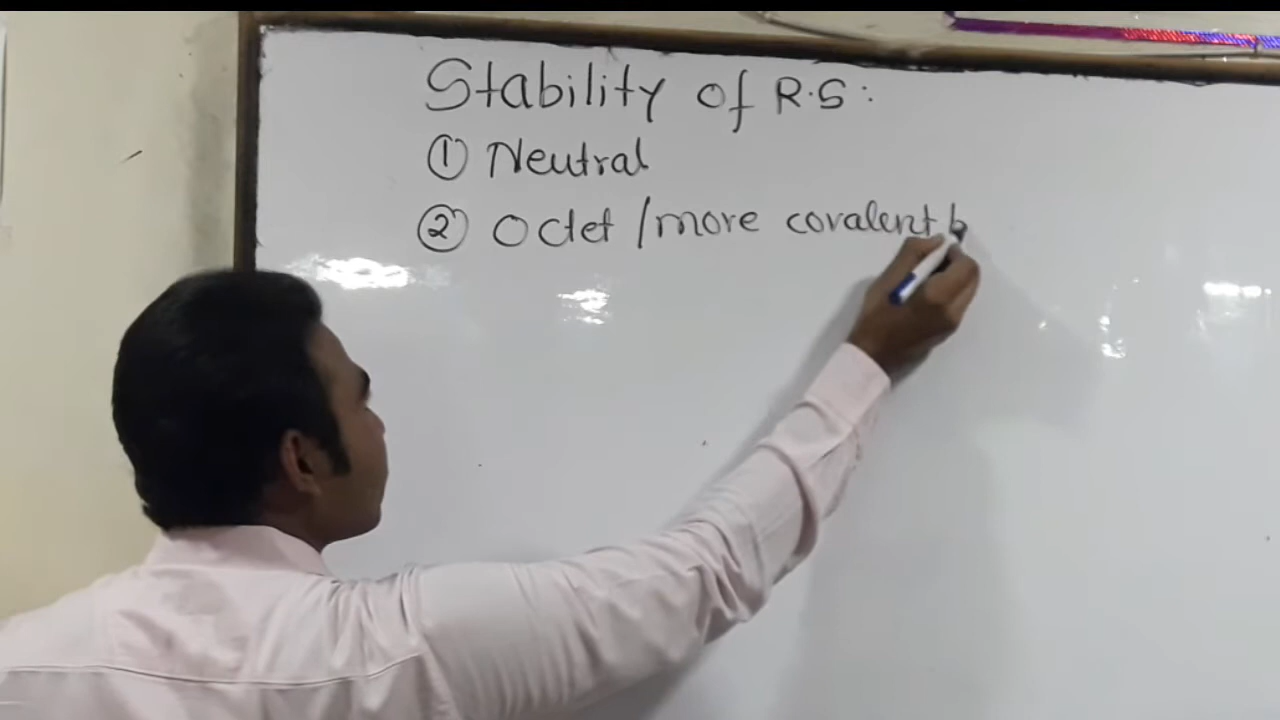 Stability of R.S:
① Neutral
② Octet / more covalent b